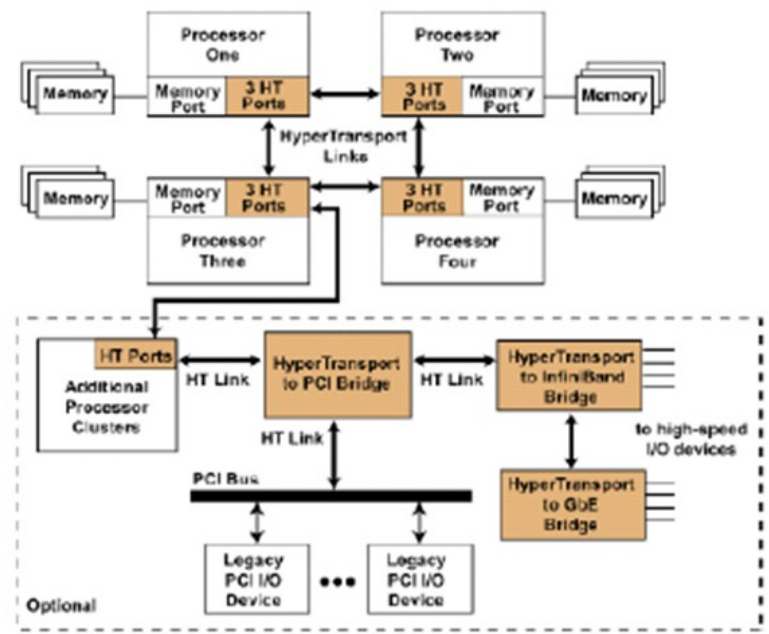 Processor
One
Processor
Two
Memory
Memory
Port
3 HT
Ports
3 HT
Ports
Memory
Port
Memory
HyperTransport
Links
Memory
Memory
Port
3 HT
Ports
3 HT
Ports
Memory
Port
Memory
Processor
Three
Processor
Four
HT Ports
Additional
Processor
Clusters
HT Link
HyperTransport
to PCI Bridge
HT Link
HyperTransport
to InfiniBand
Bridge
HT Link
to high-speed
I/O devices
PCI Bus
HyperTransport
to GbE
Bridge
Legacy
PCI I/O
Device
Legacy
PCI I/O
Device
Optional